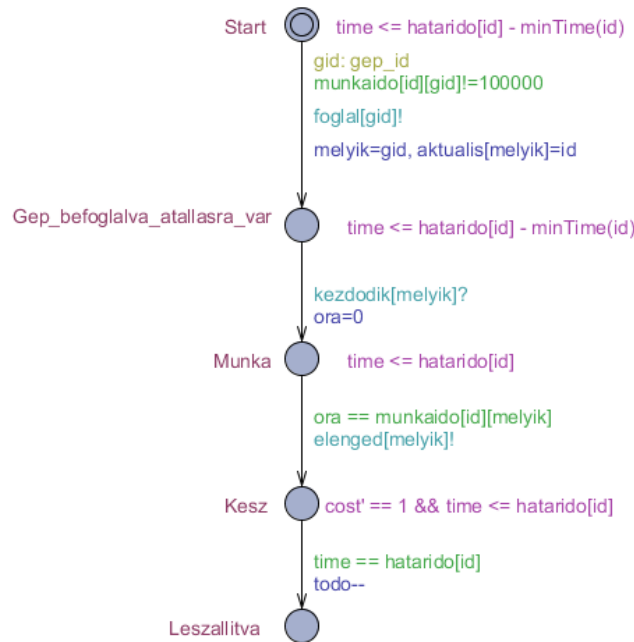 Start time <= hatarido[id] - minTime(id)
gid: gep_id
munkaido[id][gid]!=100000
foglal[gid]!
melyik=gid, aktualis[melyik]=id
Gep_befoglalva_atallasra_var time <= hatarido[id] - minTime(id)
kezdodik[melyik]?
ora=0
Munka time <= hatarido[id]
ora == munkaido[id][melyik]
elenged[melyik]!
Kesz cost' == 1 && time <= hatarido[id]
time == hatarido[id]
todo--
Leszallitva